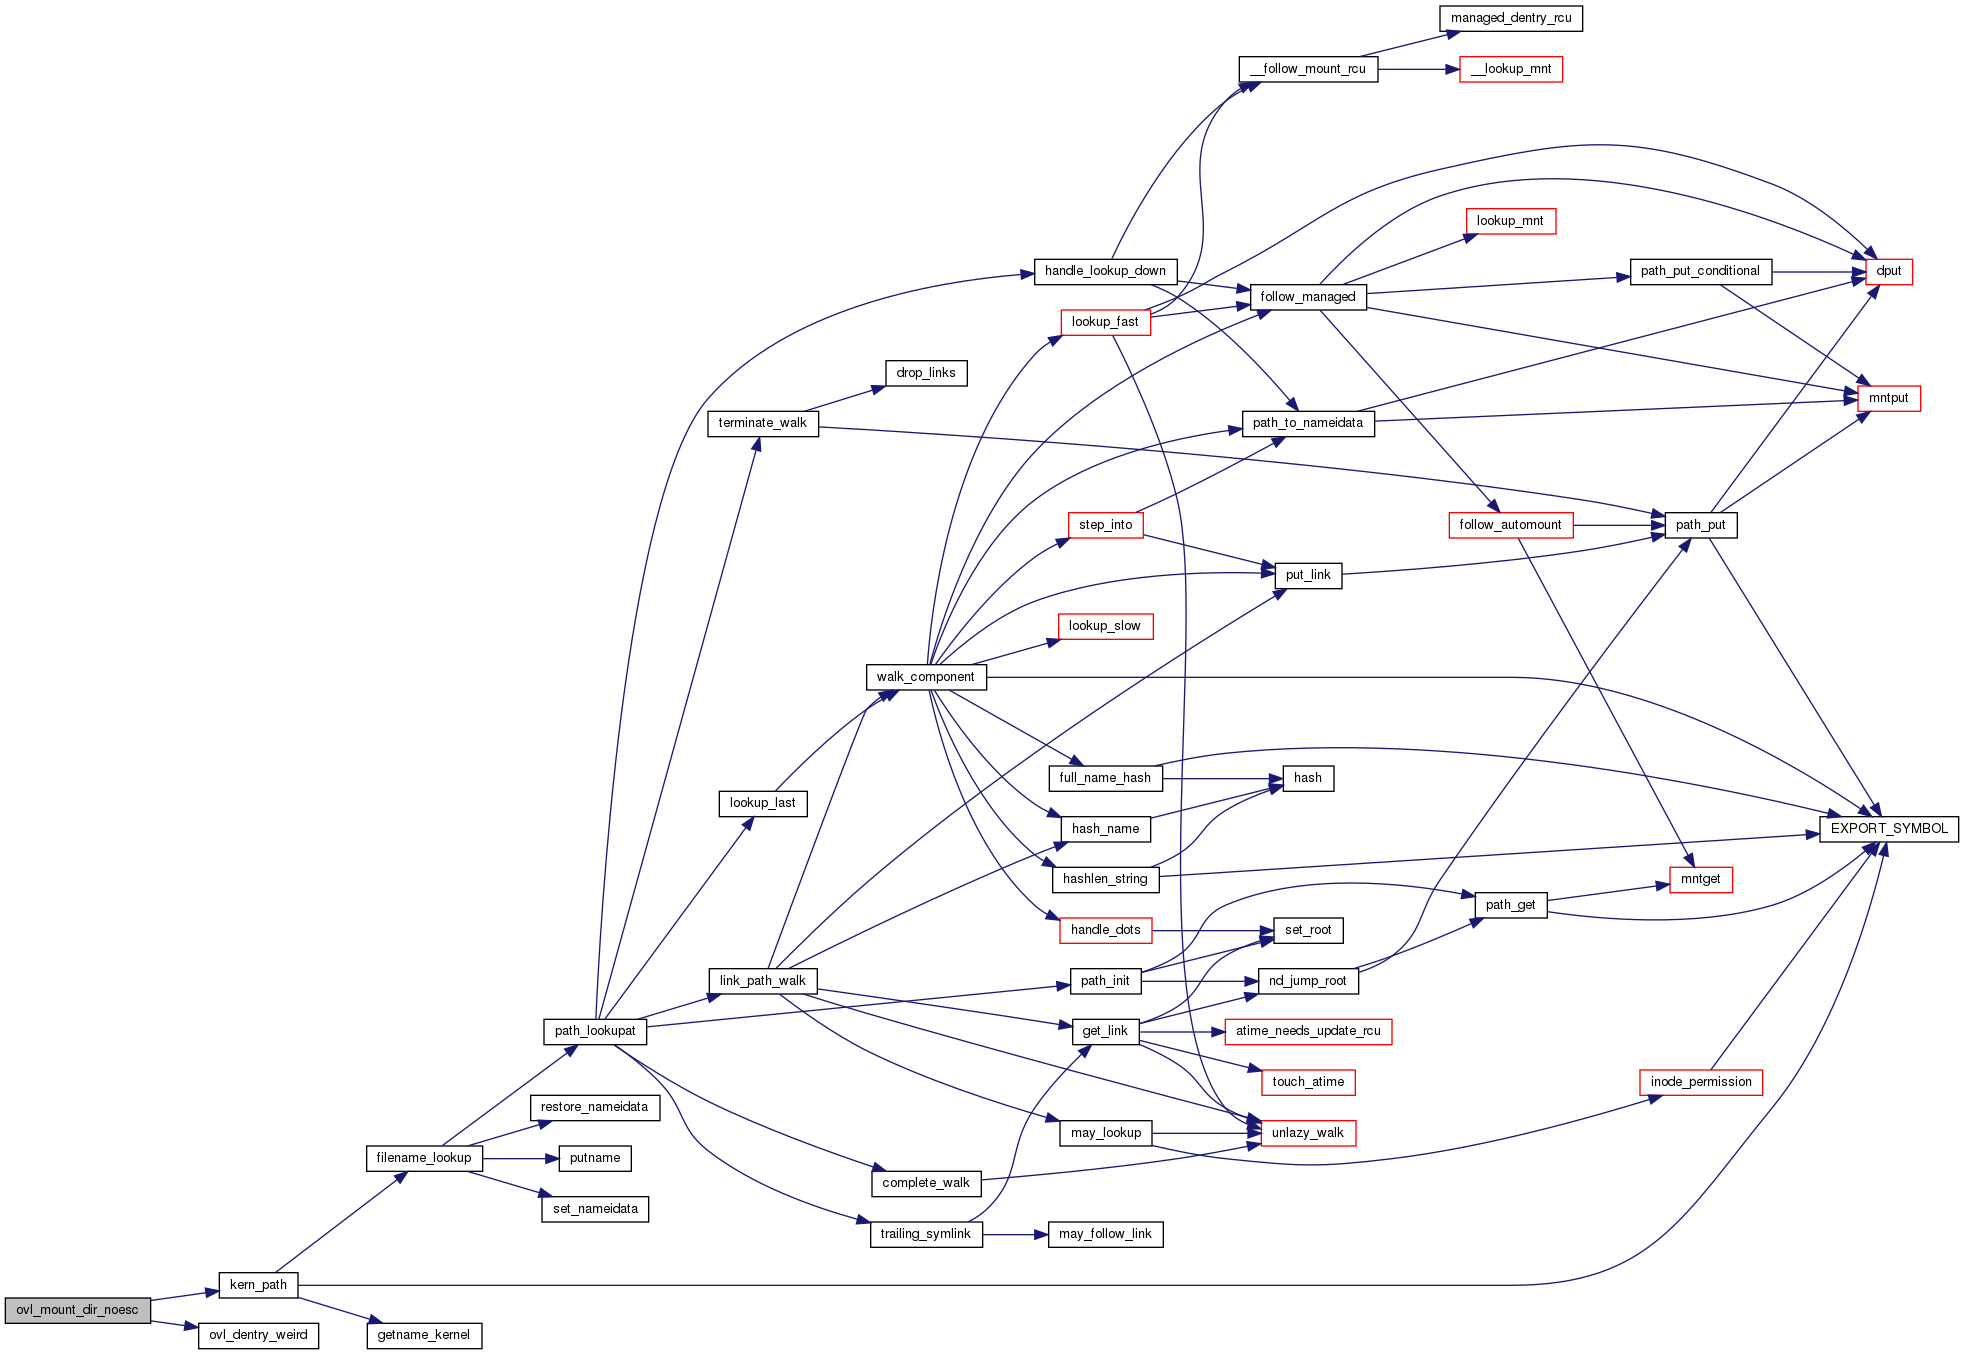 managed_dentry_rcu
__follow_mount_rcu
__lookup_mnt
lookup_mnt
handle_lookup_down
path_put_conditional
dput
follow_managed
lookup_fast
drop_links
mntput
terminate_walk
path_to_nameidata
step_into
follow_automount
path_put
put_link
lookup_slow
walk_component
full_name_hash
hash
lookup_last
hash_name
EXPORT_SYMBOL
hashlen_string
mntget
path_get
handle_dots
set_root
link_path_walk
path_init
nd_jump_root
path_lookupat
get_link
atime_needs_update_rcu
touch_atime
inode_permission
restore_nameidata
may_lookup
unlazy_walk
filename_lookup
putname
complete_walk
set_nameidata
trailing_symlink
may_follow_link
kern_path
ovl_mount_dir_noesc
ovl_dentry_weird
getname_kernel